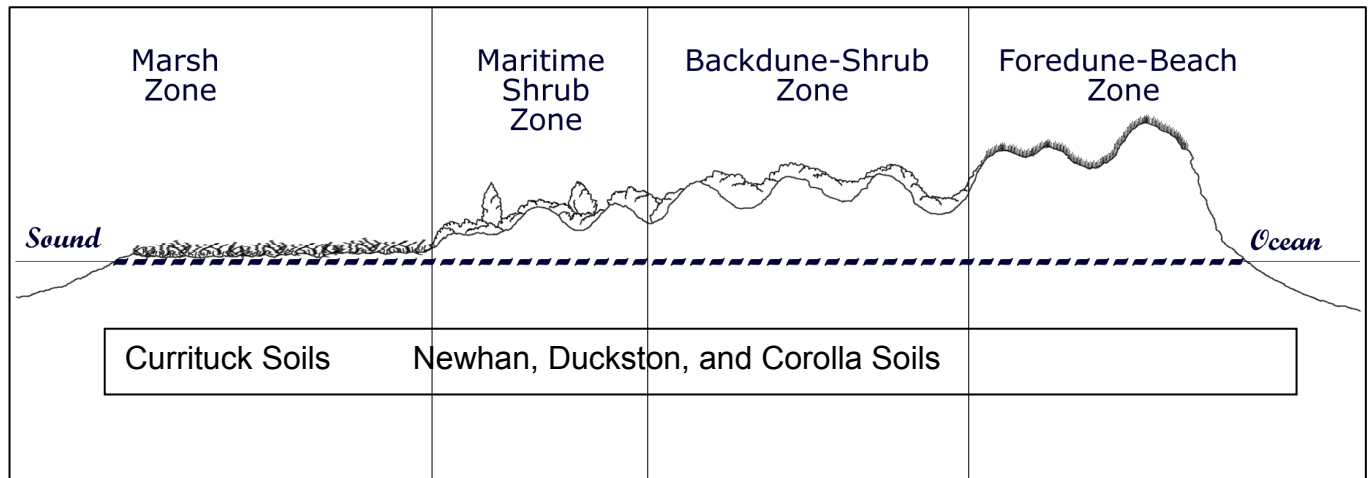 Marsh
Zone
Maritime
Shrub
Zone
Backdune-Shrub
Zone
Foredune-Beach
Zone
Sound
Ocean
Currituck Soils
Newhan, Duckston, and Corolla Soils